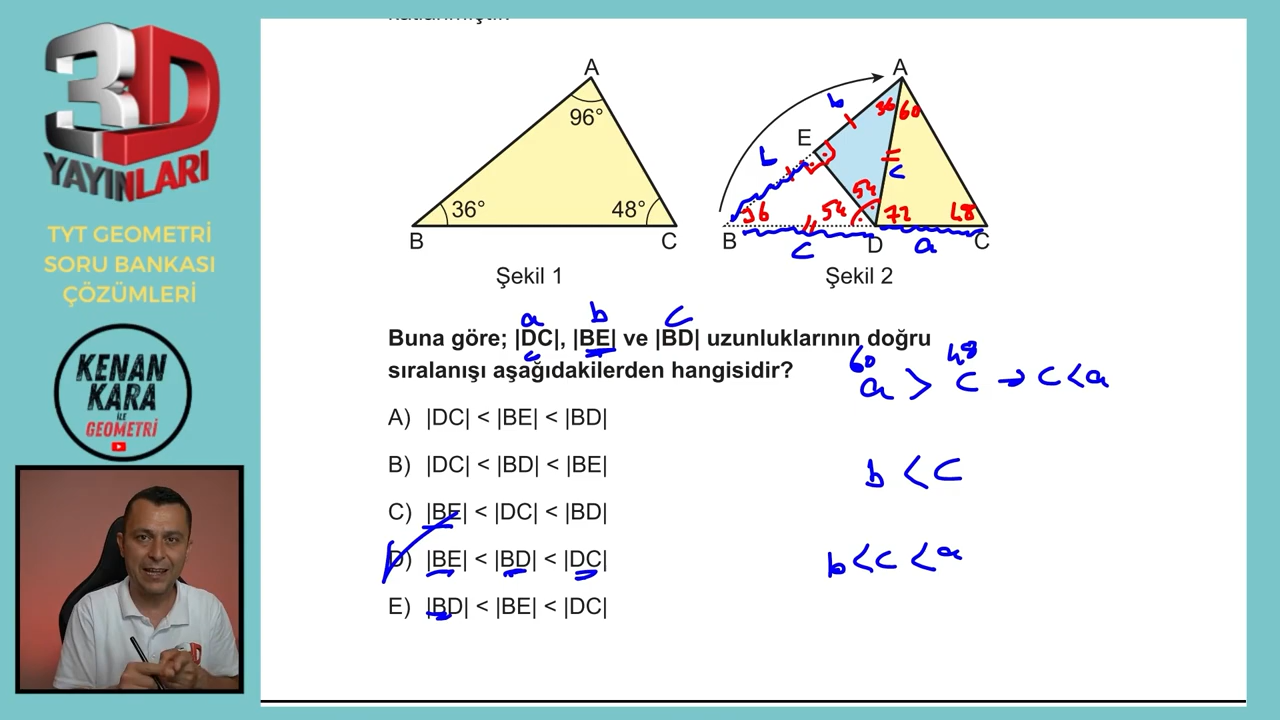 3D
YAYINLARI
TYT GEOMETRİ
SORU BANKASI
ÇÖZÜMLERİ
KENAN
KARA
İLE
GEOMETRİ
A
96°
36°
48°
B
C
Şekil 1
A
b
36
60
E
b
c
54
36
54
72
48
B
c
D
a
C
Şekil 2
a b c
Buna göre; |DC|, |BE| ve |BD| uzunluklarının doğru
c
sıralanışı aşağıdakilerden hangisidir?
A) |DC| < |BE| < |BD|
B) |DC| < |BD| < |BE|
C) |BE| < |DC| < |BD|
D) |BE| < |BD| < |DC|
E) |BD| < |BE| < |DC|
60 48
a > c → c < a
b < c
b < c < a